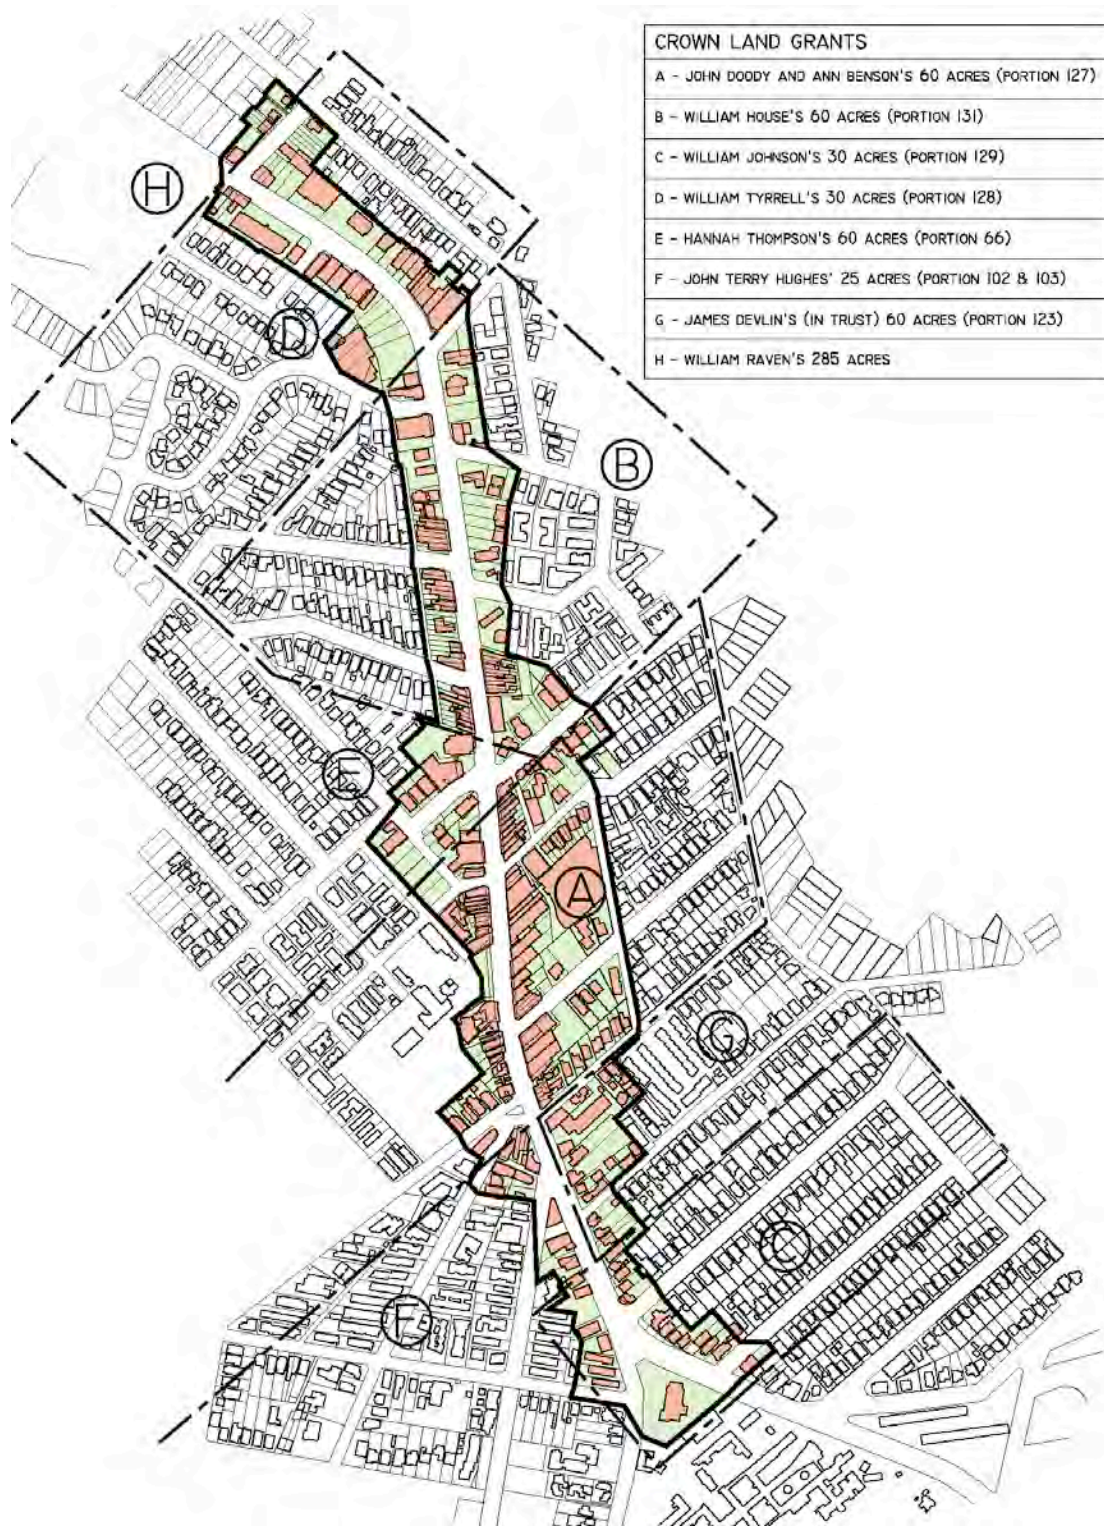 CROWN LAND GRANTS
A - JOHN DOODY AND ANN BENSON'S 60 ACRES (PORTION 127)
B - WILLIAM HOUSE'S 60 ACRES (PORTION 131)
C - WILLIAM JOHNSON'S 30 ACRES (PORTION 129)
D - WILLIAM TYRRELL'S 30 ACRES (PORTION 128)
E - HANNAH THOMPSON'S 60 ACRES (PORTION 66)
F - JOHN TERRY HUGHES' 25 ACRES (PORTION 102 & 103)
G - JAMES DEVLIN'S (IN TRUST) 60 ACRES (PORTION 123)
H - WILLIAM RAVEN'S 285 ACRES
H
D
B
E
A
G
C
F